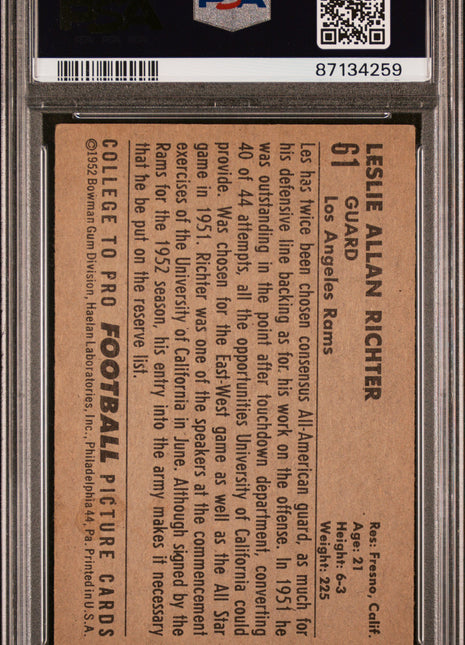 PSA
87134259
LESLIE ALLAN RICHTER
61 GUARD
Los Angeles Rams
Res: Fresno, Calif.
Age: 21
Height: 6-3
Weight: 225
Les has twice been chosen consensus All-American guard, as much for
his defensive line backing as for his work on the offense. In 1951 he
was outstanding in the point after touchdown department, converting
40 of 44 attempts, all the opportunities University of California could
provide. Was chosen for the East-West game as well as the All Star
game in 1951. Richter was one of the speakers at the commencement
exercises of the University of California in June. Although signed by the
Rams for the 1952 season, his entry into the army makes it necessary
that he be put on the reserve list.
COLLEGE TO PRO FOOTBALL PICTURE CARDS
©1952 Bowman Gum Division, Haelan Laboratories, Inc., Philadelphia 44, Pa. Printed in U.S.A.